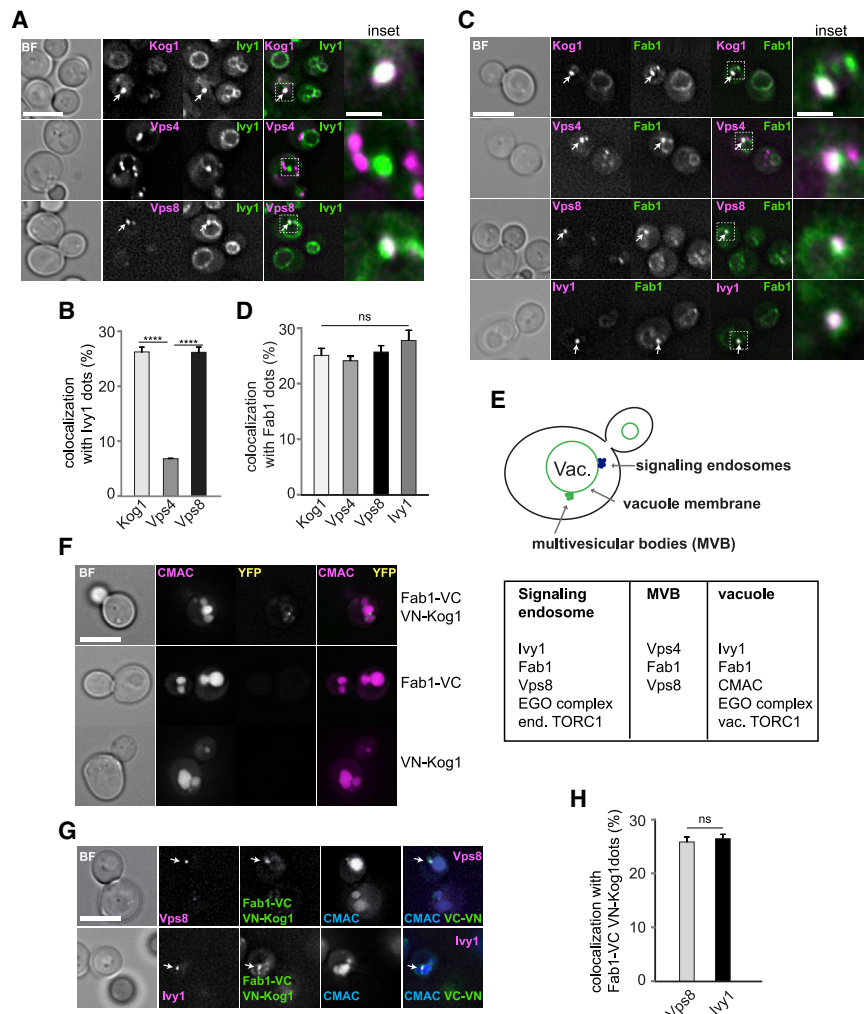 A
inset
BF
Kog1
Ivy1
Kog1
Ivy1
Vps4
Ivy1
Vps4
Ivy1
Vps8
Ivy1
Vps8
Ivy1
B
colocalization
with Ivy1 dots (%)
30
20
10
0
****
****
Kog1
Vps4
Vps8
D
colocalization
with Fab1 dots (%)
30
25
20
15
10
5
0
ns
Kog1
Vps4
Vps8
Ivy1
C
inset
BF
Kog1
Fab1
Kog1
Fab1
Vps4
Fab1
Vps4
Fab1
Vps8
Fab1
Vps8
Fab1
Ivy1
Fab1
Ivy1
Fab1
E
Vac.
signaling endosomes
vacuole membrane
multivesicular bodies (MVB)
Signaling MVB vacuole
endosome
Ivy1 Vps4 Ivy1
Fab1 Fab1 Fab1
Vps8 Vps8 CMAC
EGO complex EGO complex
end. TORC1 vac. TORC1
F
BF
CMAC
YFP
CMAC
YFP
Fab1-VC
VN-Kog1
Fab1-VC
VN-Kog1
G
BF
Vps8
Fab1-VC
VN-Kog1
CMAC
Vps8
CMAC VC-VN
Ivy1
Fab1-VC
VN-Kog1
CMAC
Ivy1
CMAC VC-VN
H
colocalization with
Fab1-VC VN-Kog1dots (%)
30
20
10
0
ns
Vps8
Ivy1